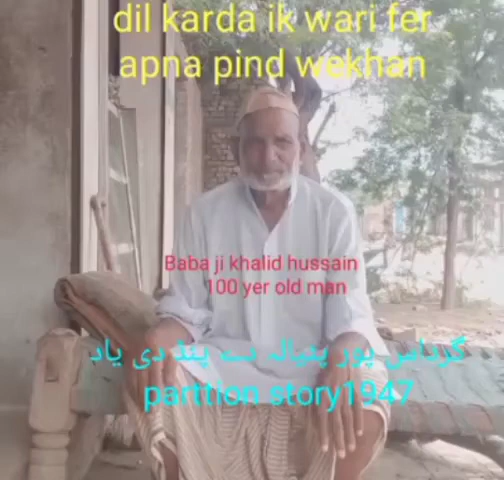 dil karda ik wari fer
apna pind wekhan
Baba ji khalid hussain
100 yer old man
گرداس پور پٹیالہ دے پنڈ دی یاد
parttion story1947